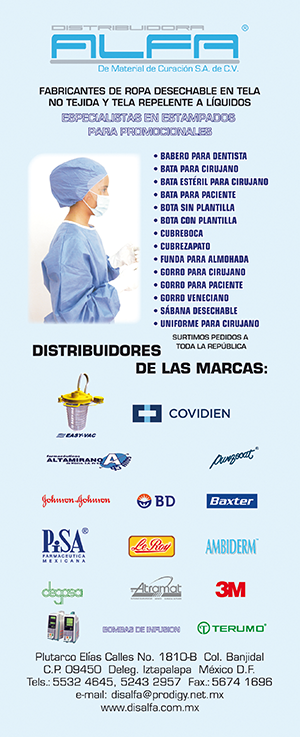 DISTRIBUIDORA
ALFA®
De Material de Curación S.A. de C.V.
FABRICANTES DE ROPA DESECHABLE EN TELA
NO TEJIDA Y TELA REPELENTE A LÍQUIDOS
ESPECIALISTAS EN ESTAMPADOS
PARA PROMOCIONALES
• BABERO PARA DENTISTA
• BATA PARA CIRUJANO
• BATA ESTÉRIL PARA CIRUJANO
• BATA PARA PACIENTE
• BOTA SIN PLANTILLA
• BOTA CON PLANTILLA
• CUBREBOCA
• CUBREZAPATO
• FUNDA PARA ALMOHADA
• GORRO PARA CIRUJANO
• GORRO PARA PACIENTE
• GORRO VENECIANO
• SÁBANA DESECHABLE
• UNIFORME PARA CIRUJANO
SURTIMOS PEDIDOS A
TODA LA REPÚBLICA
DISTRIBUIDORES
DE LAS MARCAS:
EASY-VAC
COVIDIEN
Farmacéuticos
ALTAMIRANO
Johnson & Johnson
BD
Baxter
PiSA®
FARMACÉUTICA
MEXICANA
Le Roy
AMBIDERM
degasa
Atramat
3M
BOMBAS DE INFUSION
TERUMO®
Plutarco Elías Calles No. 1810-B Col. Banjidal
C.P. 09450 Deleg. Iztapalapa México D.F.
Tels.: 5532 4645, 5243 2957 Fax.: 5674 1696
e-mail: disalfa@prodigy.net.mx
www.disalfa.com.mx